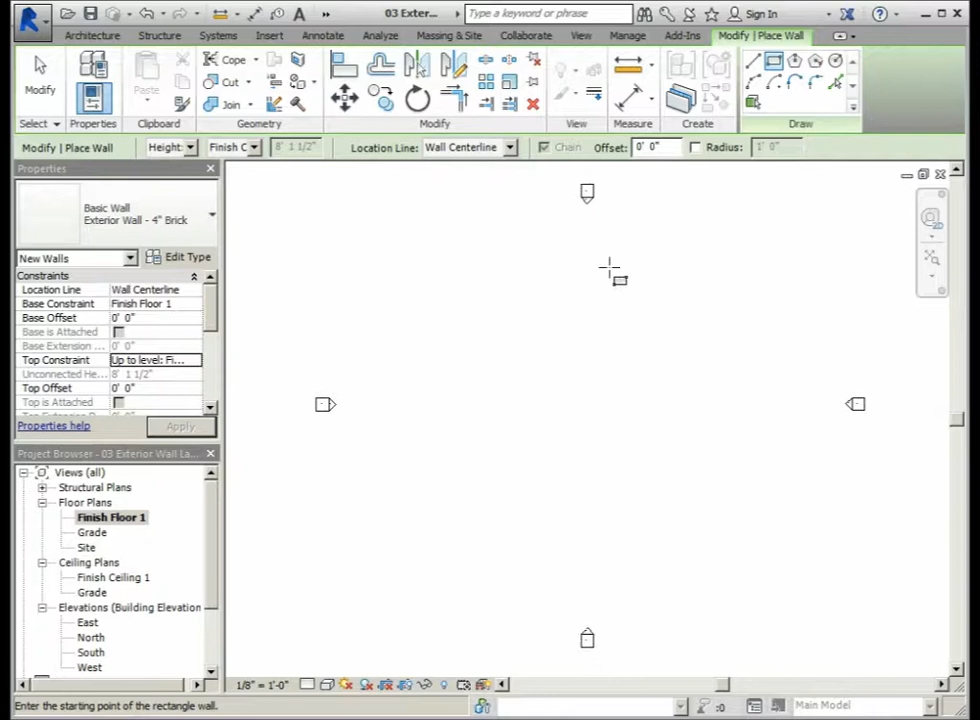 03 Exter...
Type a keyword or phrase
Sign In
Architecture Structure Systems Insert Annotate Analyze Massing & Site Collaborate View Manage Add-Ins Modify | Place Wall
Modify
Paste
Cope
Cut
Join
Select Properties Clipboard Geometry Modify View Measure Create Draw
Modify | Place Wall Height: Finish C 8' 1 1/2" Location Line: Wall Centerline Chain Offset: 0' 0" Radius: 1' 0"
Properties
Basic Wall
Exterior Wall - 4" Brick
New Walls Edit Type
Constraints
Location Line Wall Centerline
Base Constraint Finish Floor 1
Base Offset 0' 0"
Base is Attached
Base Extension ... 0' 0"
Top Constraint Up to level: Fi...
Unconnected He... 8' 1 1/2"
Top Offset 0' 0"
Top is Attached
Properties help Apply
Project Browser - 03 Exterior Wall La...
Views (all)
Structural Plans
Floor Plans
Finish Floor 1
Grade
Site
Ceiling Plans
Finish Ceiling 1
Grade
Elevations (Building Elevation
East
North
South
West
2D
1/8" = 1'-0"
Enter the starting point of the rectangle wall.
:0
Main Model